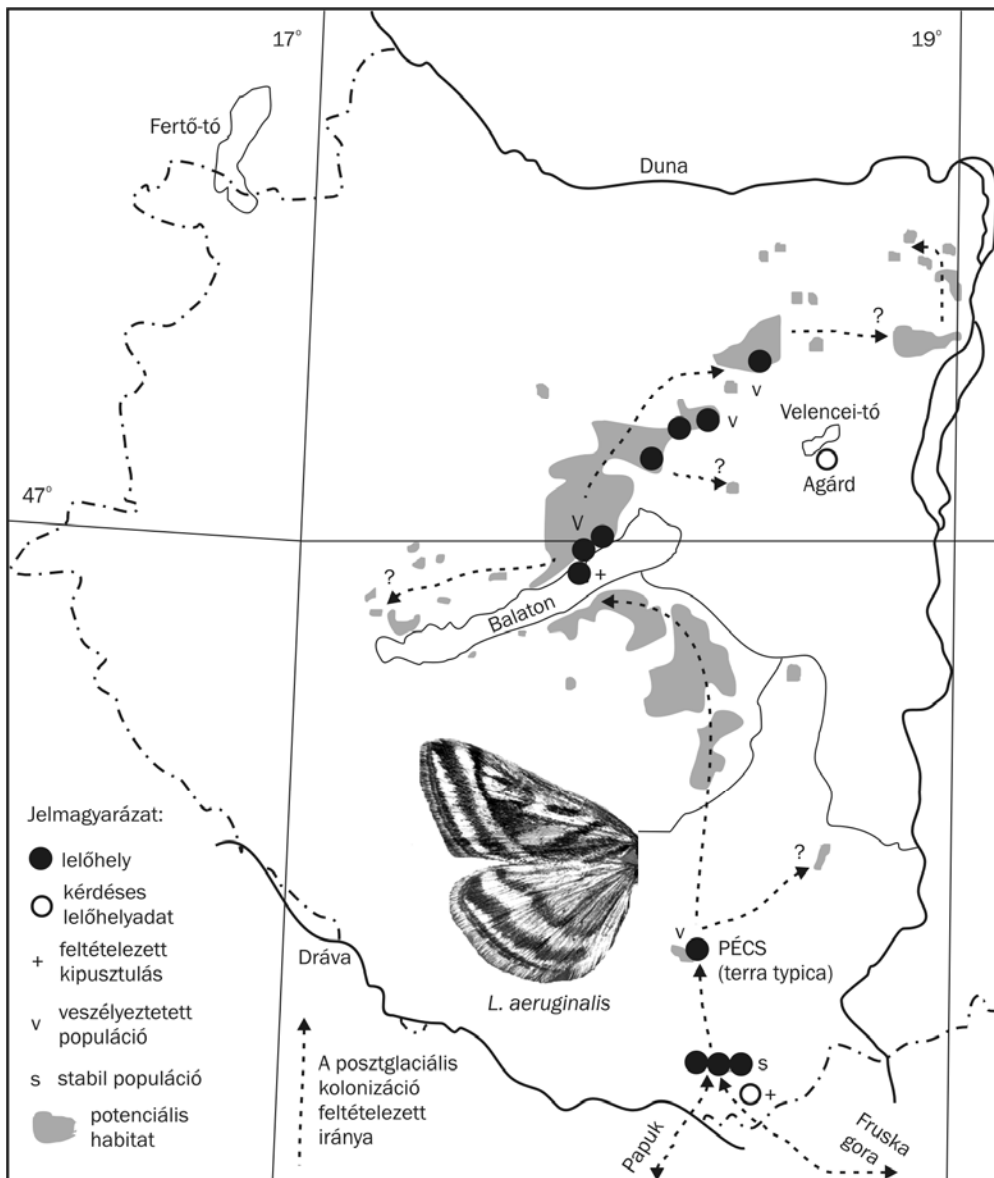 17°
19°
Fertő-tó
Duna
?
v
Velencei-tó
v
?
Agárd
47°
V
?
+
Balaton
Jelmagyarázat:
lelőhely
kérdéses
lelőhelyadat
+ feltételezett
kipusztulás
v veszélyeztetett
populáció
s stabil populáció
potenciális
habitat
?
v
PÉCS
(terra typica)
Dráva
L. aeruginalis
A posztglaciális
kolonizáció
feltételezett
iránya
s
+
Papuk
Fruska
gora